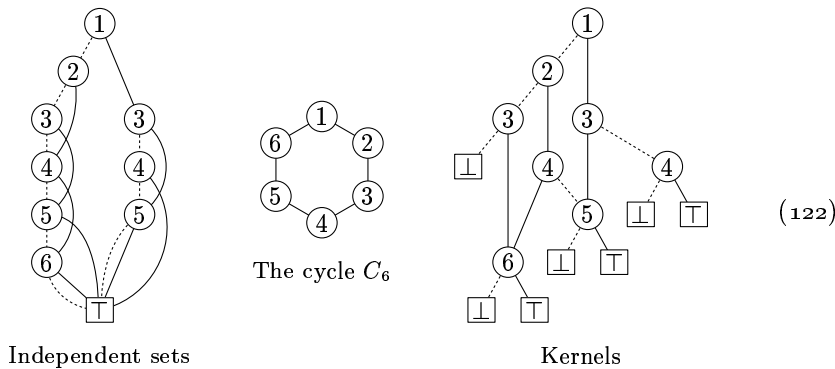 1
2
3 3
4 4
5 5
6
⊤
Independent sets
1
6 2
5 3
4
The cycle C₆
1
2
3 3
⊥ 4 4
5 ⊥ ⊤
6 ⊥ ⊤
⊥ ⊤
Kernels
(122)